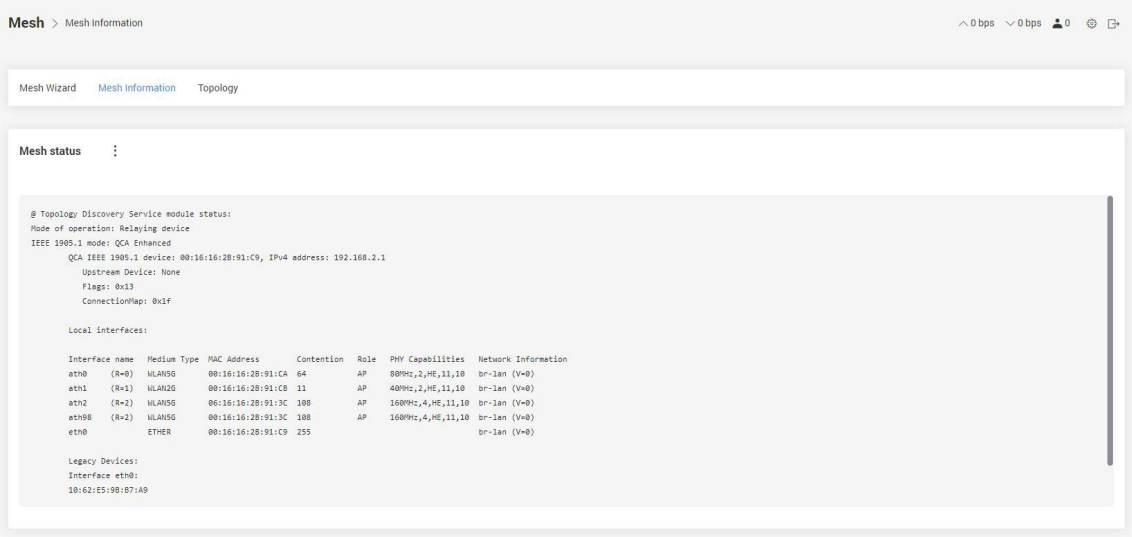 Mesh > Mesh Information
0 bps 0 bps 0
Mesh Wizard Mesh Information Topology
Mesh status
@ Topology Discovery Service module status:
Mode of operation: Relaying device
IEEE 1905.1 mode: QCA Enhanced
QCA IEEE 1905.1 device: 00:16:16:28:91:C9, IPv4 address: 192.168.2.1
Upstream Device: None
Flags: 0x13
ConnectionMap: 0x1f
Local interfaces:
Interface name Medium Type MAC Address Contention Role PHY Capabilities Network Information
ath0 (R=0) WLAN5G 00:16:16:28:91:CA 64 AP 80MHz,2,HE,11,10 br-lan (V=0)
ath1 (R=1) WLAN2G 00:16:16:28:91:CB 11 AP 40MHz,2,HE,11,10 br-lan (V=0)
ath2 (R=2) WLAN5G 06:16:16:28:91:3C 108 AP 160MHz,4,HE,11,10 br-lan (V=0)
ath98 (R=2) WLAN5G 00:16:16:28:91:3C 108 AP 160MHz,4,HE,11,10 br-lan (V=0)
eth0 ETHER 00:16:16:28:91:C9 255 br-lan (V=0)
Legacy Devices:
Interface eth0:
10:62:E5:9B:B7:A9